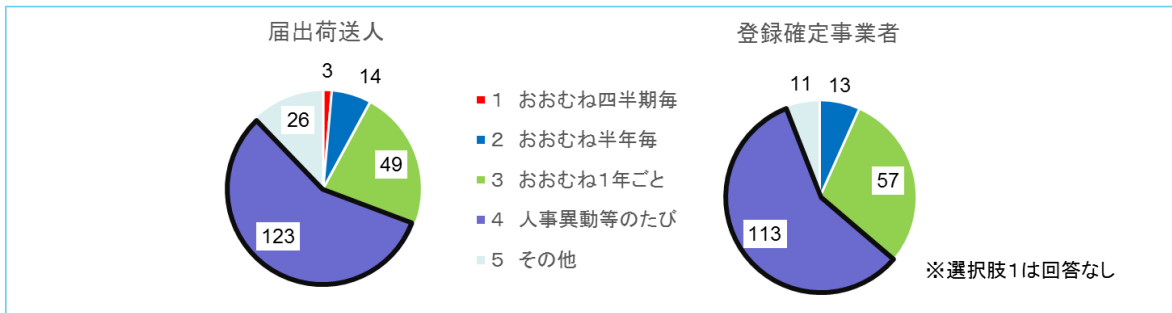 届出荷送人
3
14
26
49
123
1 おおむね四半期毎
2 おおむね半年毎
3 おおむね1年ごと
4 人事異動等のたび
5 その他
登録確定事業者
11
13
57
113
※選択肢1は回答なし